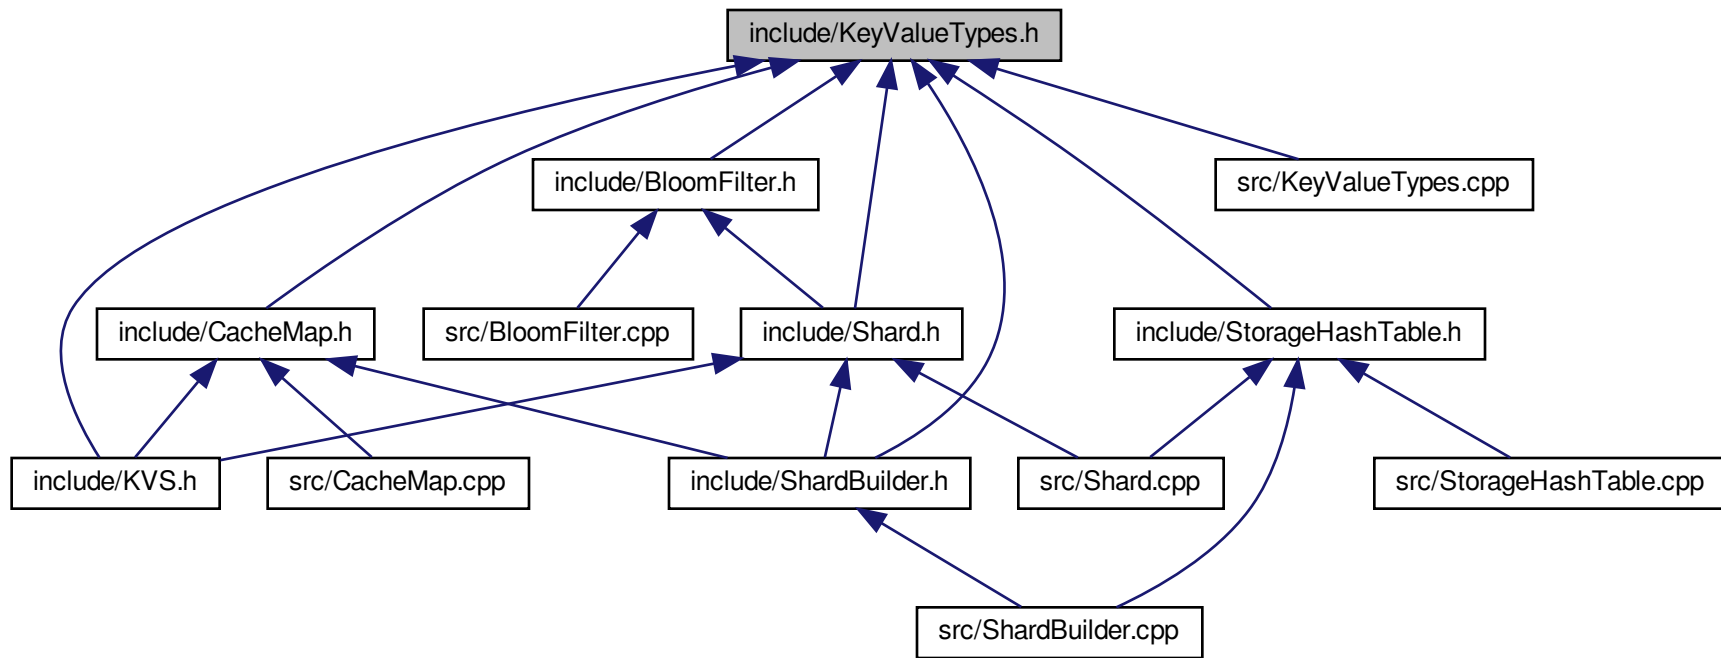 include/KeyValueTypes.h
include/BloomFilter.h
src/KeyValueTypes.cpp
include/CacheMap.h
src/BloomFilter.cpp
include/Shard.h
include/StorageHashTable.h
include/KVS.h
src/CacheMap.cpp
include/ShardBuilder.h
src/Shard.cpp
src/StorageHashTable.cpp
src/ShardBuilder.cpp